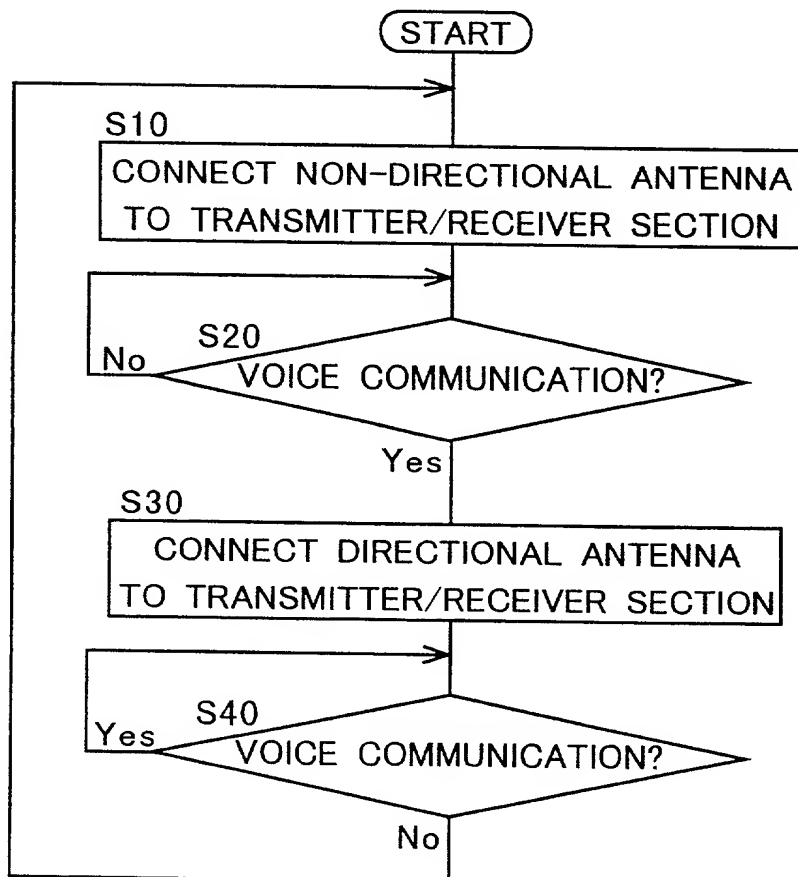 START
S10
CONNECT NON-DIRECTIONAL ANTENNA
TO TRANSMITTER/RECEIVER SECTION
S20
No
VOICE COMMUNICATION?
Yes
S30
CONNECT DIRECTIONAL ANTENNA
TO TRANSMITTER/RECEIVER SECTION
S40
Yes
VOICE COMMUNICATION?
No